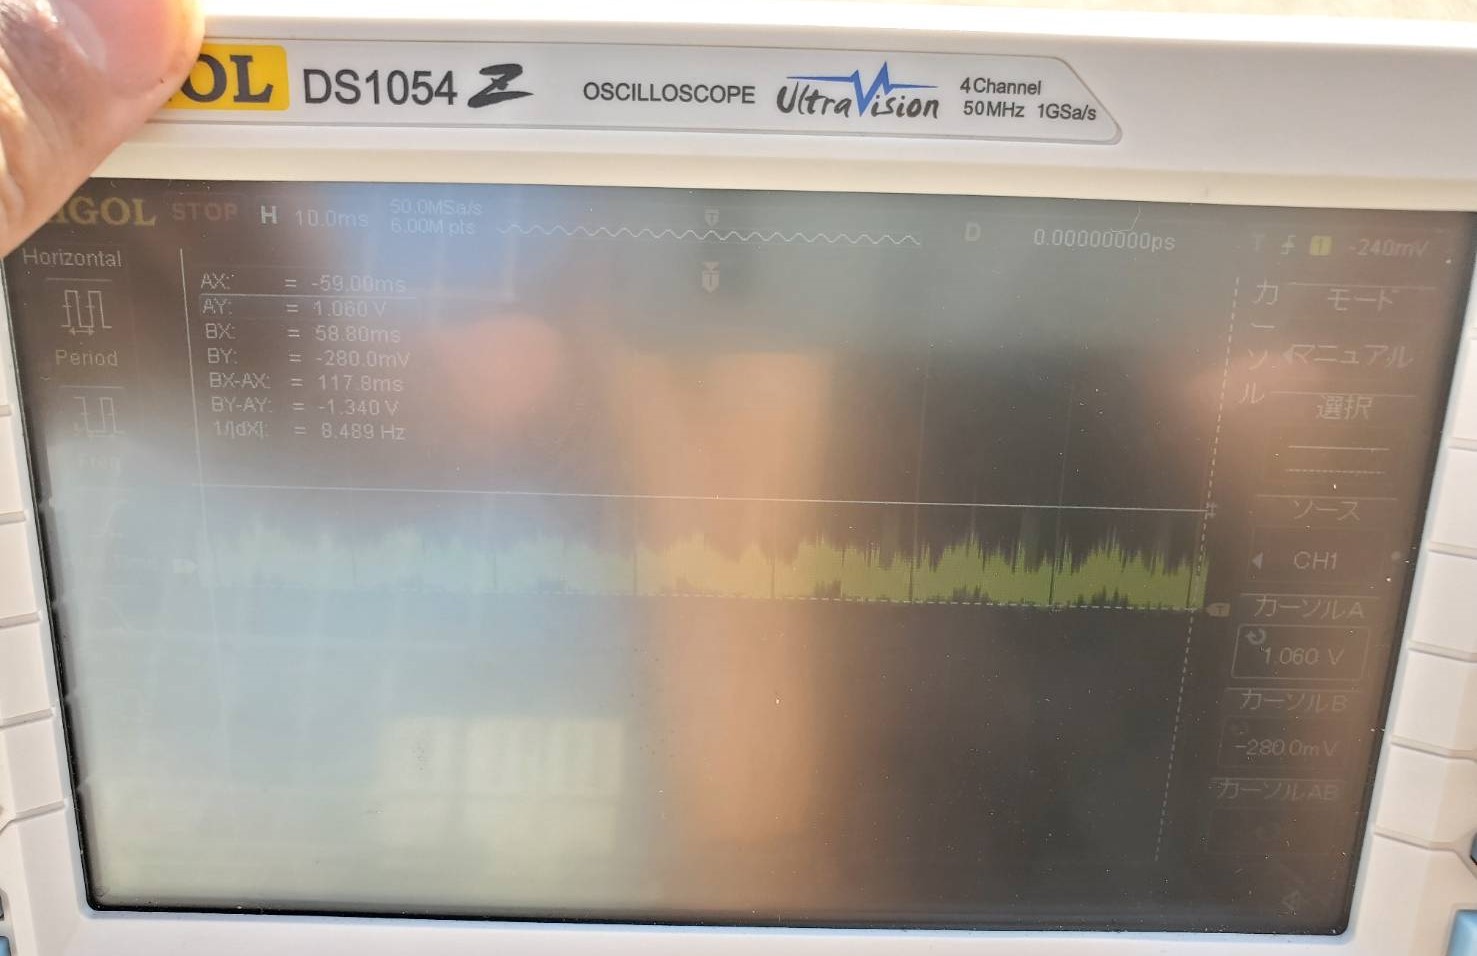 OL DS1054Z OSCILLOSCOPE UltraVision 4 Channel
50MHz 1GSa/s
IGOL STOP H 10.0ms 50.0MSa/s
6.00M pts
D 0.00000000ps T 1 -240mV
Horizontal
Period
AX: = -59.00ms
AY: = 1.060 V
BX: = 58.80ms
BY: = -280.0mV
BX-AX: = 117.8ms
BY-AY: = -1.340 V
1/|dX|: = 8.489 Hz
カーソル
モード
マニュアル
選択
ソース
CH1
カーソルA
1.060 V
カーソルB
-280.0mV
カーソルAB